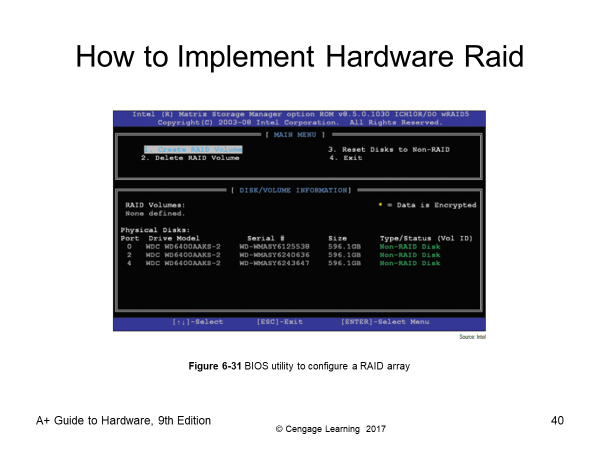 How to Implement Hardware Raid
Intel (R) Matrix Storage Manager option ROM v8.5.0.1030 ICH10R/DO wRAID5
Copyright(C) 2003-08 Intel Corporation. All Rights Reserved.
[ MAIN MENU ]
1. Create RAID Volume 3. Reset Disks to Non-RAID
2. Delete RAID Volume 4. Exit
[ DISK/VOLUME INFORMATION]
RAID Volumes: * = Data is Encrypted
None defined.
Physical Disks:
Port Drive Model Serial # Size Type/Status (Vol ID)
0 WDC WD6400AAKS-2 WD-WMASY6125538 596.1GB Non-RAID Disk
2 WDC WD6400AAKS-2 WD-WMASY6240636 596.1GB Non-RAID Disk
4 WDC WD6400AAKS-2 WD-WMASY6243647 596.1GB Non-RAID Disk
[↑↓]-Select [ESC]-Exit [ENTER]-Select Menu
Source: Intel
Figure 6-31 BIOS utility to configure a RAID array
A+ Guide to Hardware, 9th Edition 40
© Cengage Learning 2017